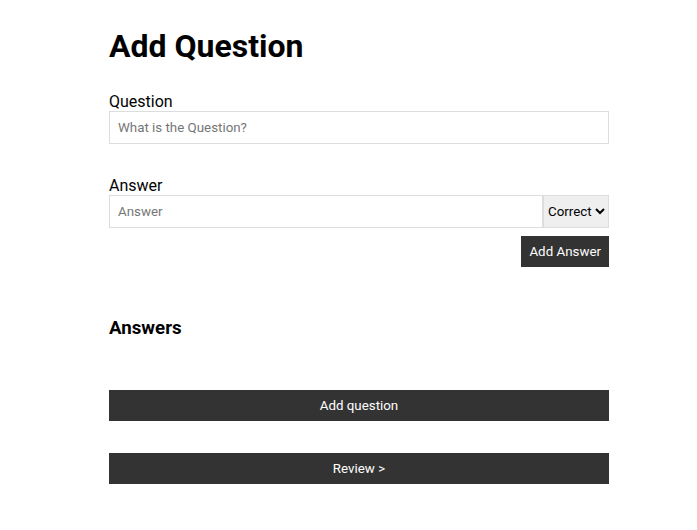 Add Question
Question
What is the Question?
Answer
Answer Correct
Add Answer
Answers
Add question
Review >